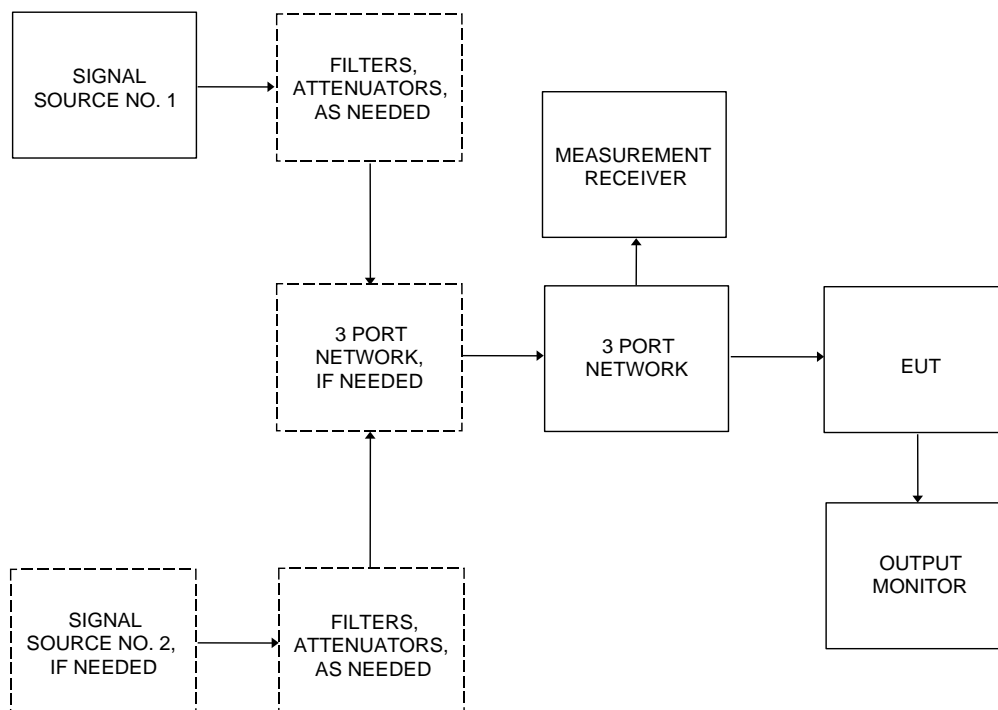 SIGNAL
SOURCE NO. 1
FILTERS,
ATTENUATORS,
AS NEEDED
MEASUREMENT
RECEIVER
3 PORT
NETWORK,
IF NEEDED
3 PORT
NETWORK
EUT
OUTPUT
MONITOR
SIGNAL
SOURCE NO. 2,
IF NEEDED
FILTERS,
ATTENUATORS,
AS NEEDED